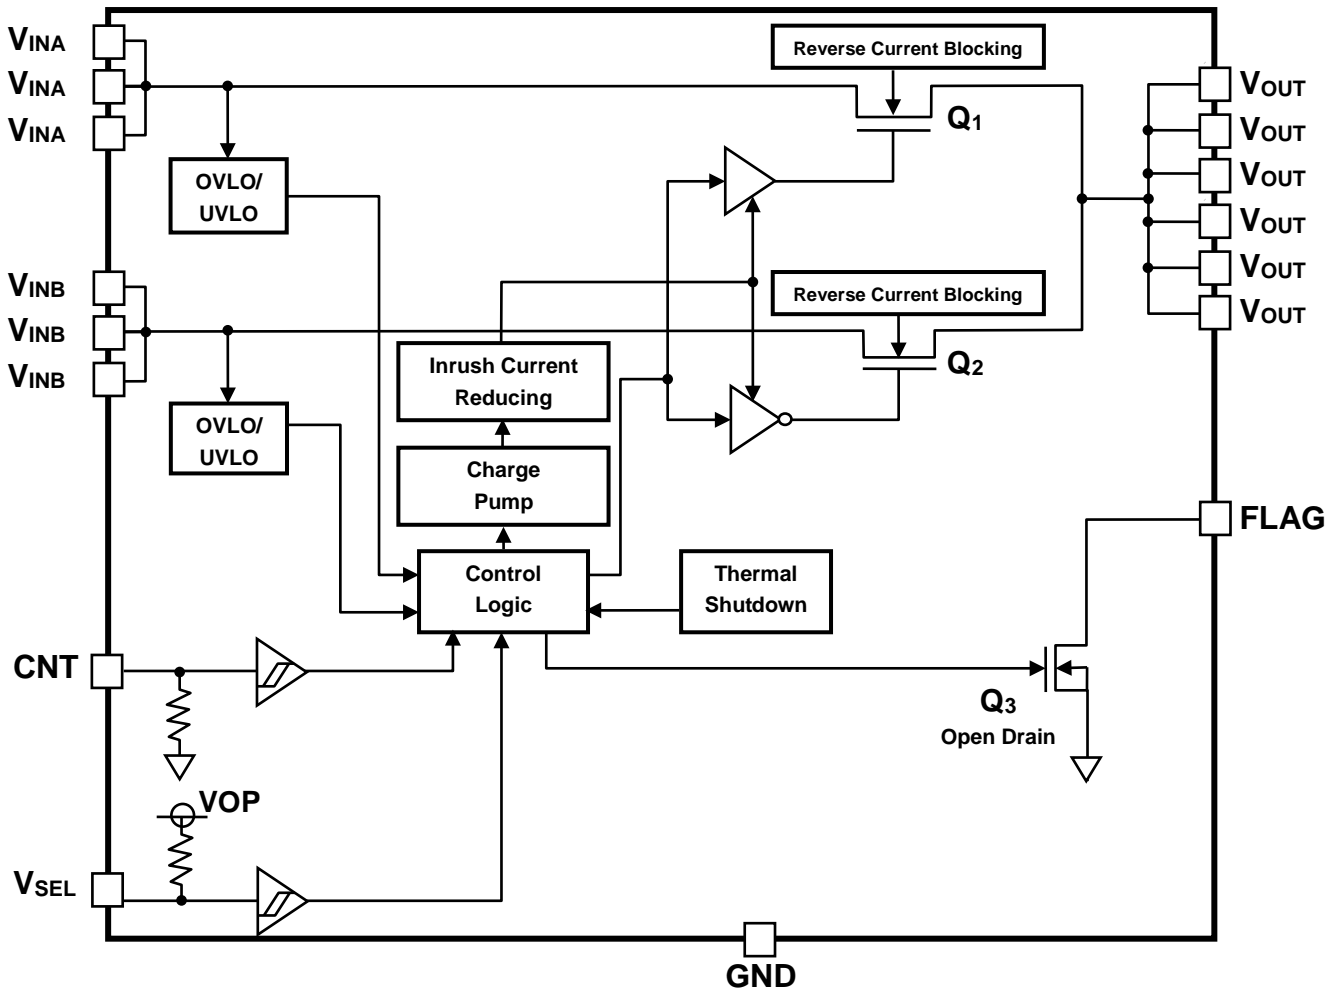 VINA
VINA
VINA
Reverse Current Blocking
Q1
VOUT
VOUT
VOUT
VOUT
VOUT
VOUT
OVLO/
UVLO
VINB
VINB
VINB
Reverse Current Blocking
Q2
Inrush Current
Reducing
OVLO/
UVLO
Charge
Pump
FLAG
Control
Logic
Thermal
Shutdown
CNT
Q3
Open Drain
VOP
VSEL
GND